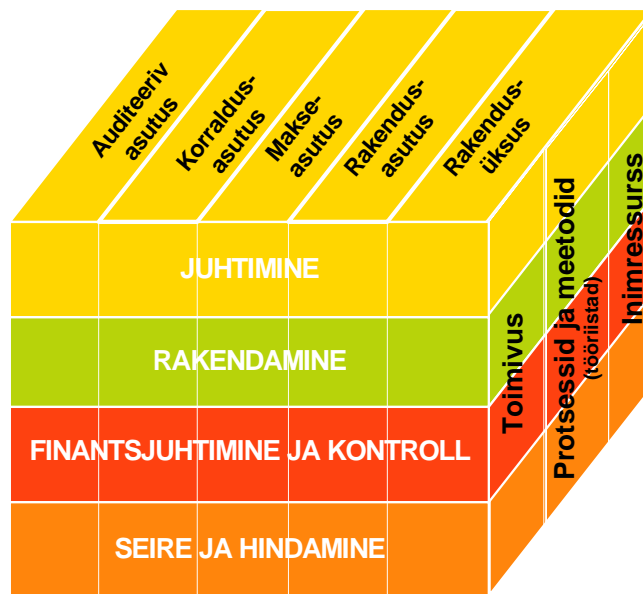 Auditeeriv
asutus
Korraldus-
asutus
Makse-
asutus
Rakendus-
asutus
Rakendus-
üksus
JUHTIMINE
RAKENDAMINE
FINANTSJUHTIMINE JA KONTROLL
SEIRE JA HINDAMINE
Toimivus
Protsessid ja meetodid
(tööriistad)
Inimressurss